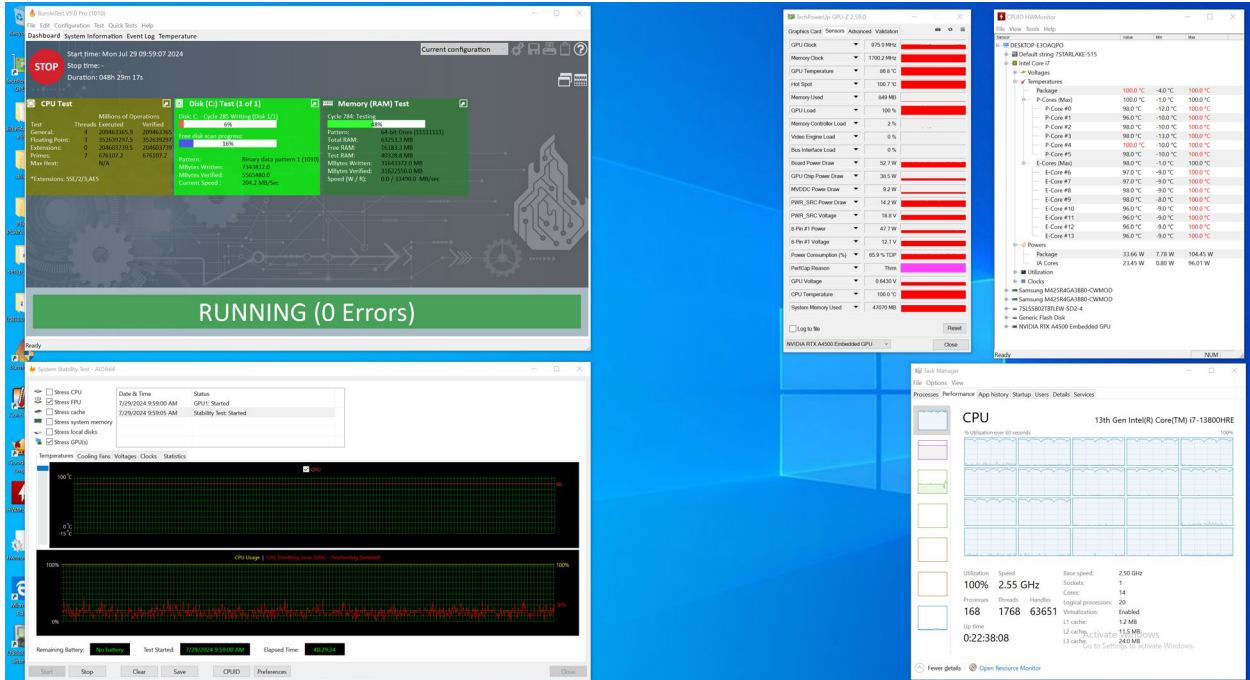 BurnInTest V9.0 Pro (1010)
File Edit Configuration Test Quick Tests Help
Dashboard System Information Event Log Temperature
STOP
Start time: Mon Jul 29 09:59:07 2024
Stop time: -
Duration: 048h 29m 17s
Current configuration
CPU Test
Millions of Operations
Test Threads Executed Verified
General: 4 209463365.9 209463365
Floating Point: 3 352639297.5 352639297
Extensions: 0 204603739.5 204603739
Primes: 7 676107.2 676107.2
Max Heat: N/A
*Extensions: SSE/2/3,AES
Disk (C:) Test (1 of 1)
Disk: C: - Cycle 285 Writing (Disk 1/1)
6%
Free disk scan progress:
16%
Pattern: Binary data pattern 1 (1030)
MBytes Written: 7343832.0
MBytes Verified: 5565480.0
Current Speed : 204.2 MB/Sec
Memory (RAM) Test
Cycle 784: Testing
48%
Pattern: 64-bit:Ones [11111111]
Total RAM: 63253.3 MB
Free RAM: 16183.3 MB
Test RAM: 40328.8 MB
MBytes Written: 31643372.0 MB
MBytes Verified: 31622550.0 MB
Speed (W / R): 0.0 / 33490.0 MB/sec
RUNNING (0 Errors)
Ready
TechPowerUp GPU-Z 2.59.0
Graphics Card Sensors Advanced Validation
GPU Clock 975.0 MHz
Memory Clock 1700.2 MHz
GPU Temperature 86.8 °C
Hot Spot 100.7 °C
Memory Used 849 MB
GPU Load 100 %
Memory Controller Load 2 %
Video Engine Load 0 %
Bus Interface Load 0 %
Board Power Draw 52.7 W
GPU Chip Power Draw 38.5 W
MVDDC Power Draw 9.2 W
PWR_SRC Power Draw 14.2 W
PWR_SRC Voltage 18.8 V
8-Pin #1 Power 47.7 W
8-Pin #1 Voltage 12.1 V
Power Consumption (%) 65.9 % TDP
PerfCap Reason Thrm
GPU Voltage 0.6430 V
CPU Temperature 100.0 °C
System Memory Used 47070 MB
Log to file
Reset
NVIDIA RTX A4500 Embedded GPU
Close
CPUID HWMonitor
File View Tools Help
Sensor Value Min Max
DESKTOP-E3OAQPO
Default string 7STARLAKE-515
Intel Core i7
Voltages
Temperatures
Package 100.0 °C -4.0 °C 100.0 °C
P-Cores (Max) 100.0 °C -1.0 °C 100.0 °C
P-Core #0 98.0 °C -12.0 °C 100.0 °C
P-Core #1 96.0 °C -10.0 °C 100.0 °C
P-Core #2 98.0 °C -10.0 °C 100.0 °C
P-Core #3 98.0 °C -13.0 °C 100.0 °C
P-Core #4 100.0 °C -10.0 °C 100.0 °C
P-Core #5 98.0 °C -10.0 °C 100.0 °C
E-Cores (Max) 98.0 °C -1.0 °C 100.0 °C
E-Core #6 97.0 °C -9.0 °C 100.0 °C
E-Core #7 97.0 °C -9.0 °C 100.0 °C
E-Core #8 98.0 °C -9.0 °C 100.0 °C
E-Core #9 98.0 °C -8.0 °C 100.0 °C
E-Core #10 96.0 °C -9.0 °C 100.0 °C
E-Core #11 96.0 °C -9.0 °C 100.0 °C
E-Core #12 96.0 °C -9.0 °C 100.0 °C
E-Core #13 96.0 °C -9.0 °C 100.0 °C
Powers
Package 33.66 W 7.78 W 104.45 W
IA Cores 23.45 W 0.80 W 96.01 W
Utilization
Clocks
Samsung M425R4GA3BB0-CWMOD
Samsung M425R4GA3BB0-CWMOD
Generic Flash Disk
NVIDIA RTX A4500 Embedded GPU
Ready
NUM
System Stability Test - AIDA64
Stress CPU
Stress FPU
Stress cache
Stress system memory
Stress local disks
Stress GPU(s)
Date & Time Status
7/29/2024 9:59:00 AM GPU1: Started
7/29/2024 9:59:05 AM Stability Test: Started
Temperatures Cooling Fans Voltages Clocks Statistics
GPU
100°C
86
0°C
-15°C
CPU Usage | CPU Throttling (max: 69%) - Overheating Detected!
100% 100%
0%
Remaining Battery: No battery Test Started: 7/29/2024 9:59:00 AM Elapsed Time: 48:29:24
Start Stop Clear Save CPUID Preferences Close
Task Manager
File Options View
Processes Performance App history Startup Users Details Services
CPU 13th Gen Intel(R) Core(TM) i7-13800HRE
% Utilization over 60 seconds 100%
Utilization Speed
100% 2.55 GHz
Processes Threads Handles
168 1768 63651
Up time
0:22:38:08
Base speed: 2.50 GHz
Sockets: 1
Cores: 14
Logical processors: 20
Virtualization: Enabled
L1 cache: 1.2 MB
L2 cache: 11.5 MB
L3 cache: 24.0 MB
Activate Windows
Go to Settings to activate Windows.
Fewer details Open Resource Monitor